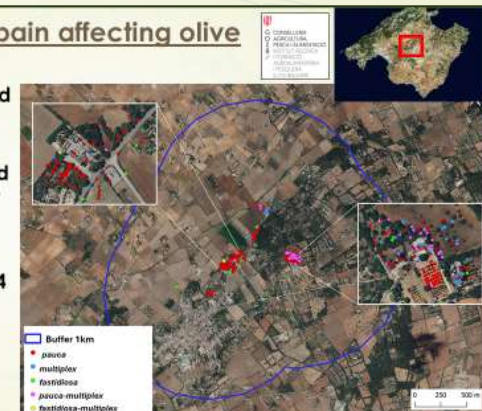 pain affecting olive
CONSELLERIA
AGRICULTURA,
PESCA I ALIMENTACIÓ
d
d
4
Buffer 1km
pauca
multiplex
fastidiosa
pauca-multiplex
fastidiosa-multiplex
0 250 500 m